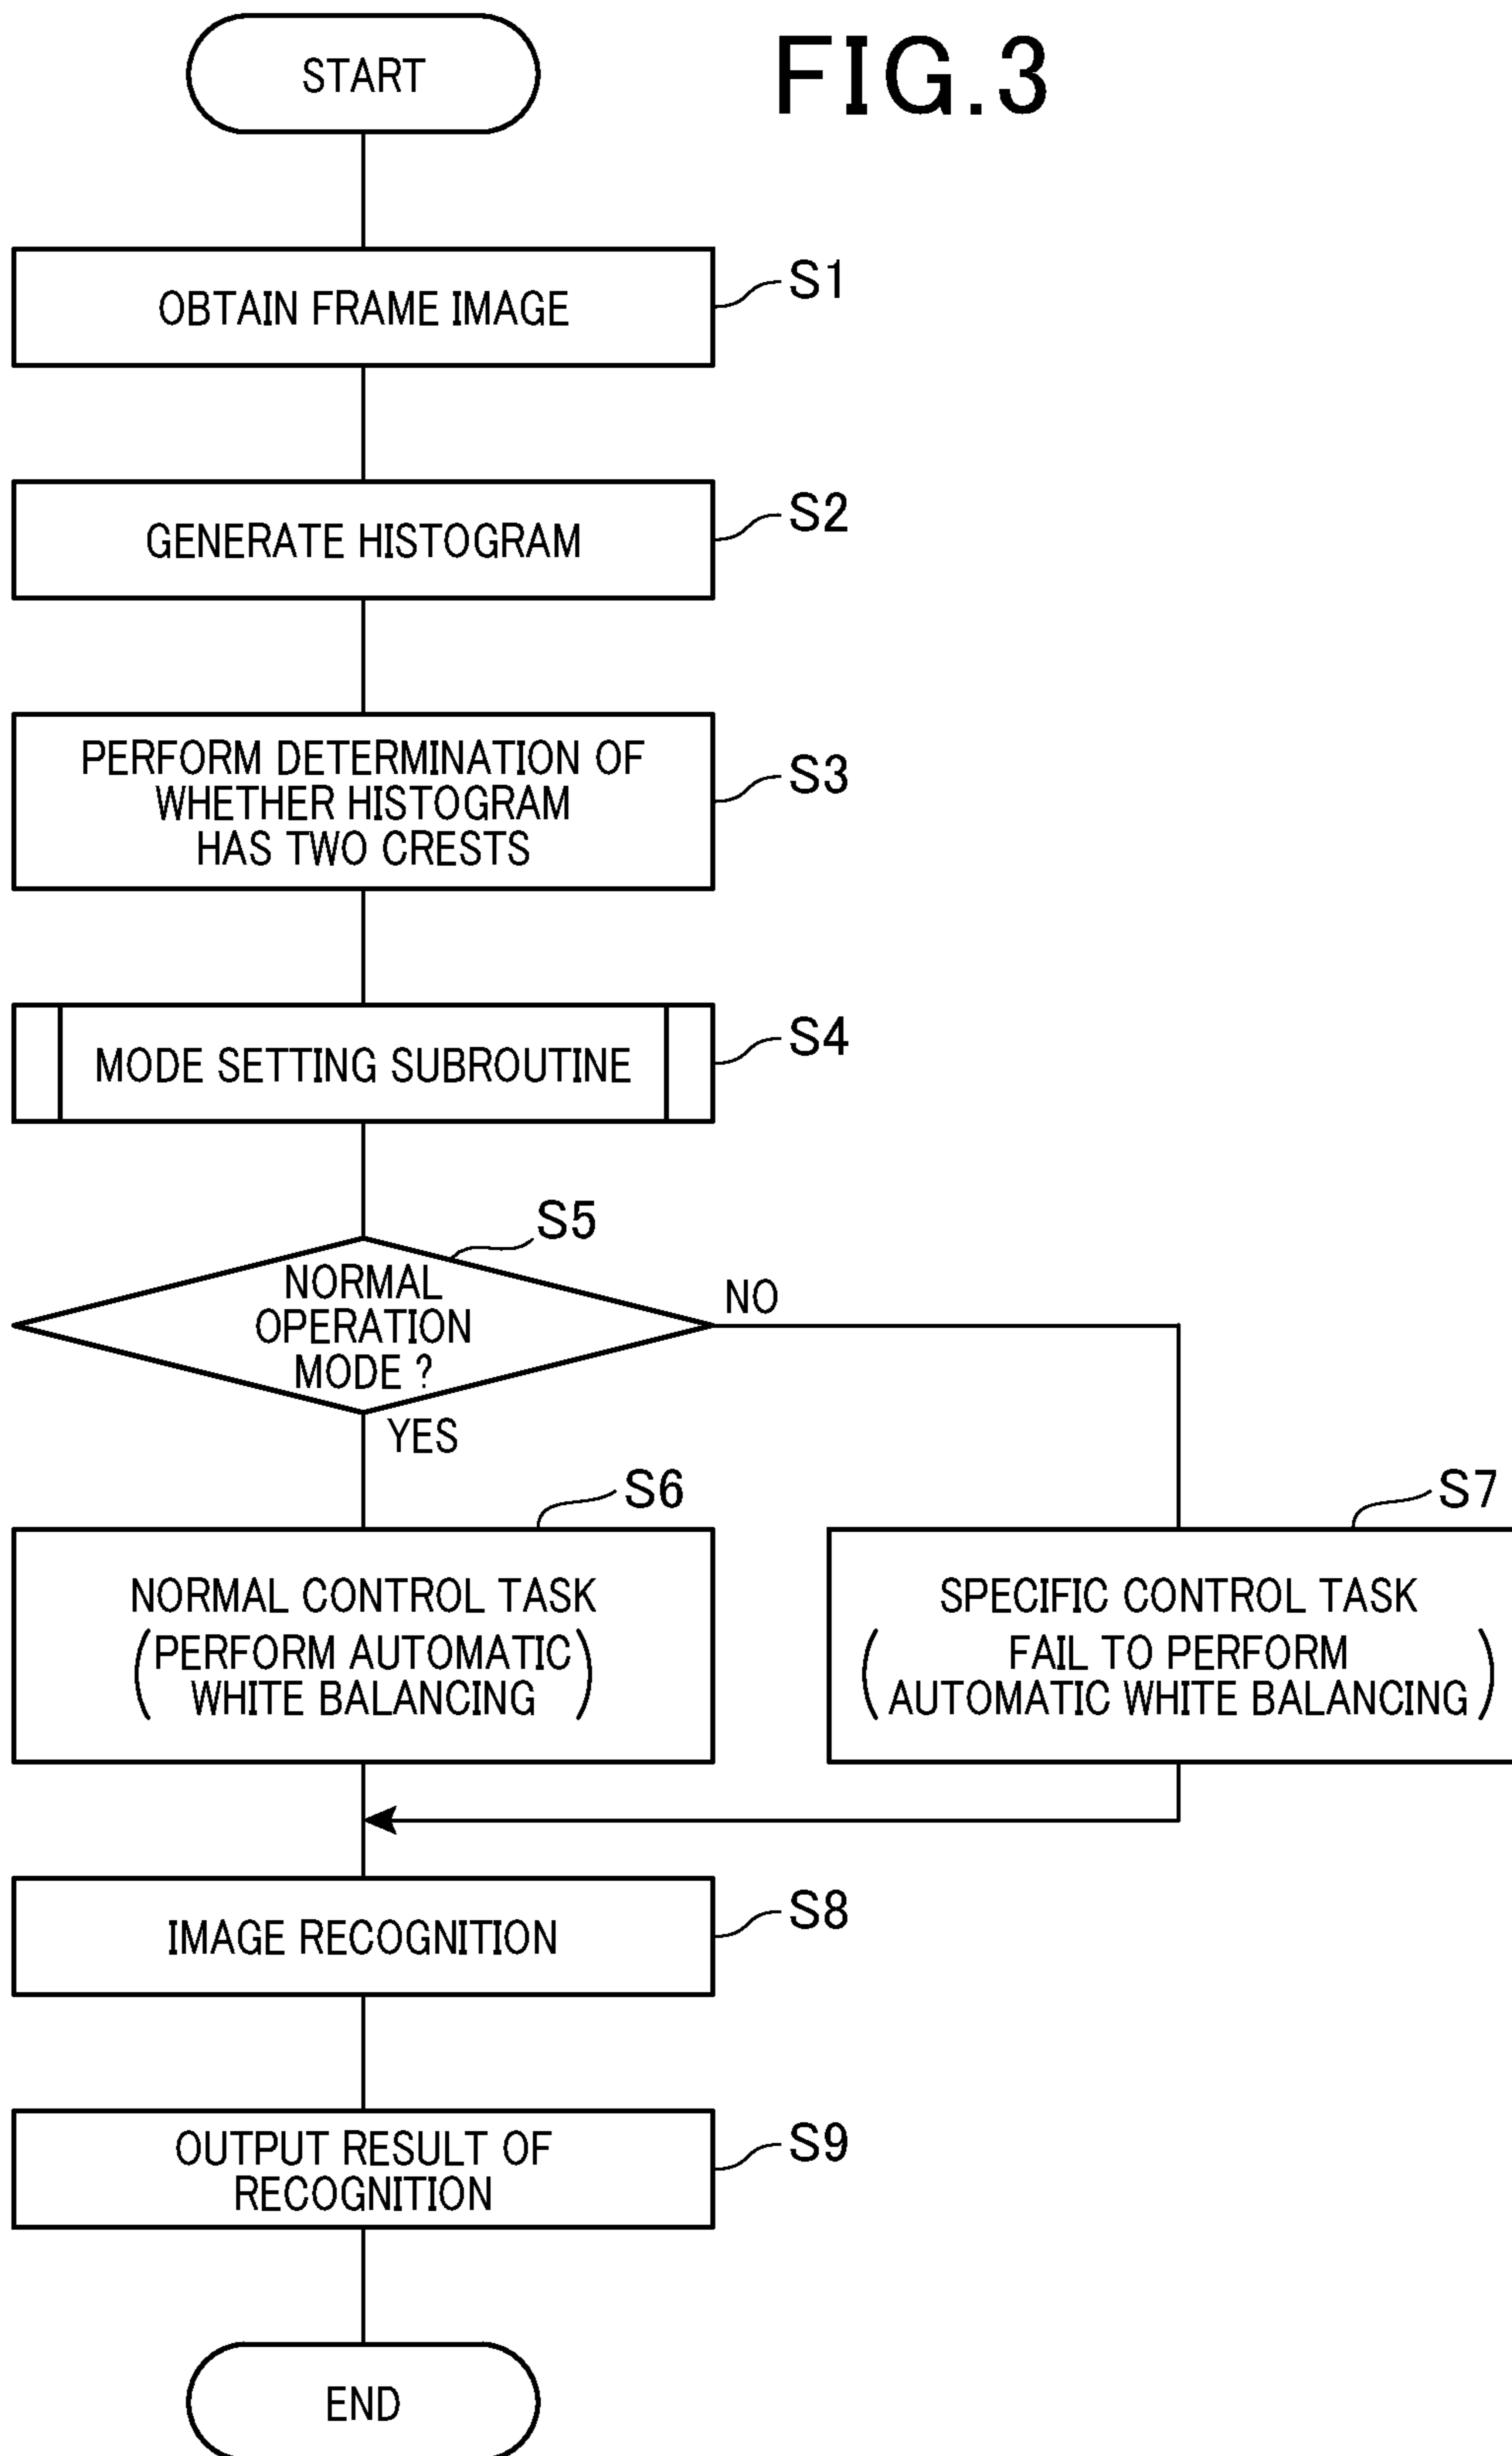 FIG.3
START
OBTAIN FRAME IMAGE
S1
GENERATE HISTOGRAM
S2
PERFORM DETERMINATION OF
WHETHER HISTOGRAM
HAS TWO CRESTS
S3
MODE SETTING SUBROUTINE
S4
S5
NORMAL
OPERATION
MODE ?
NO
YES
S6
NORMAL CONTROL TASK
(PERFORM AUTOMATIC
WHITE BALANCING)
S7
SPECIFIC CONTROL TASK
(FAIL TO PERFORM
AUTOMATIC WHITE BALANCING)
IMAGE RECOGNITION
S8
OUTPUT RESULT OF
RECOGNITION
S9
END